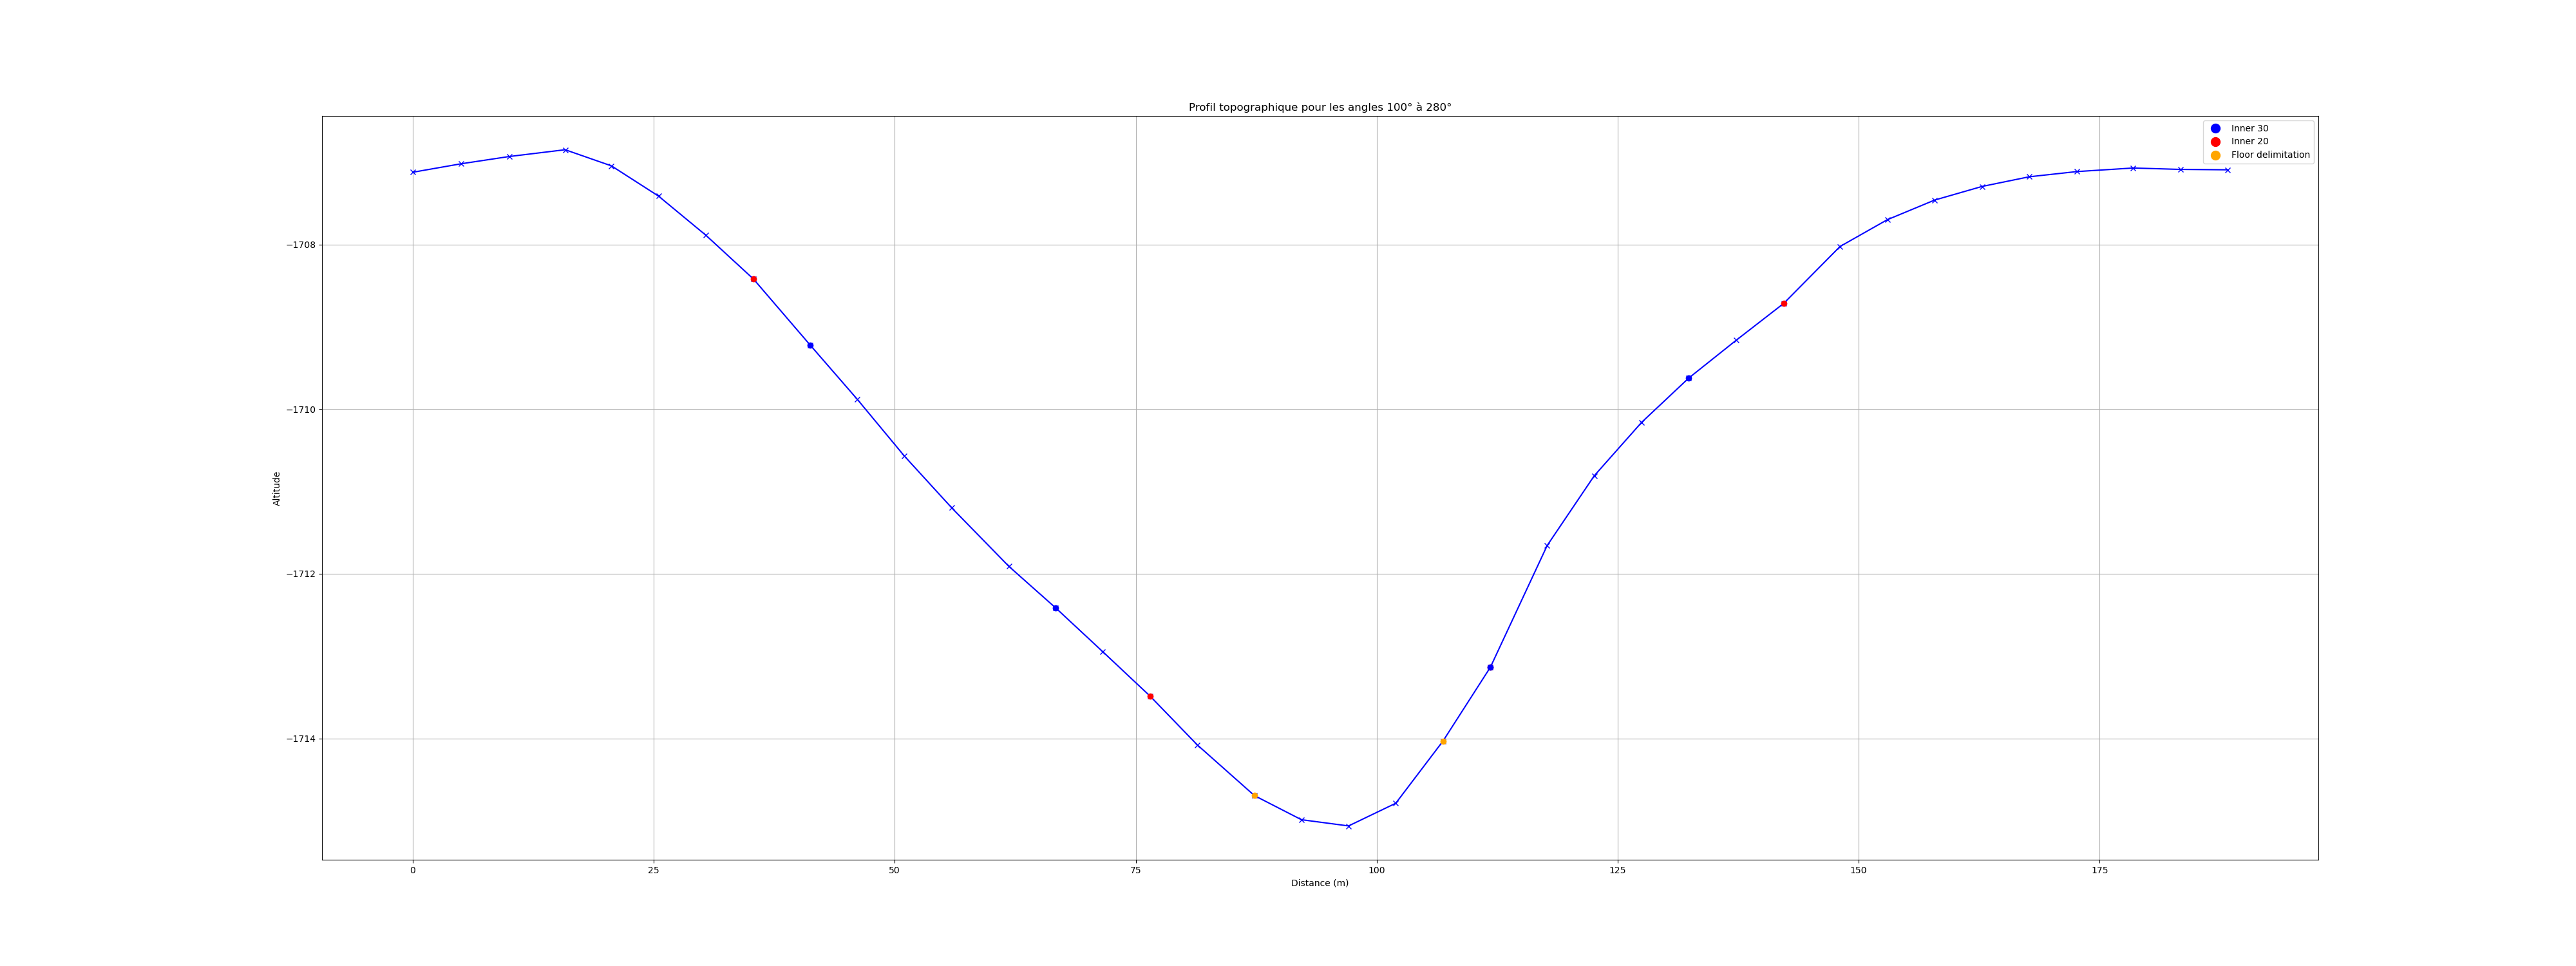 Profil topographique pour les angles 100° à 280°
Inner 30
Inner 20
Floor delimitation
−1708
−1710
−1712
−1714
Altitude
0 25 50 75 100 125 150 175
Distance (m)